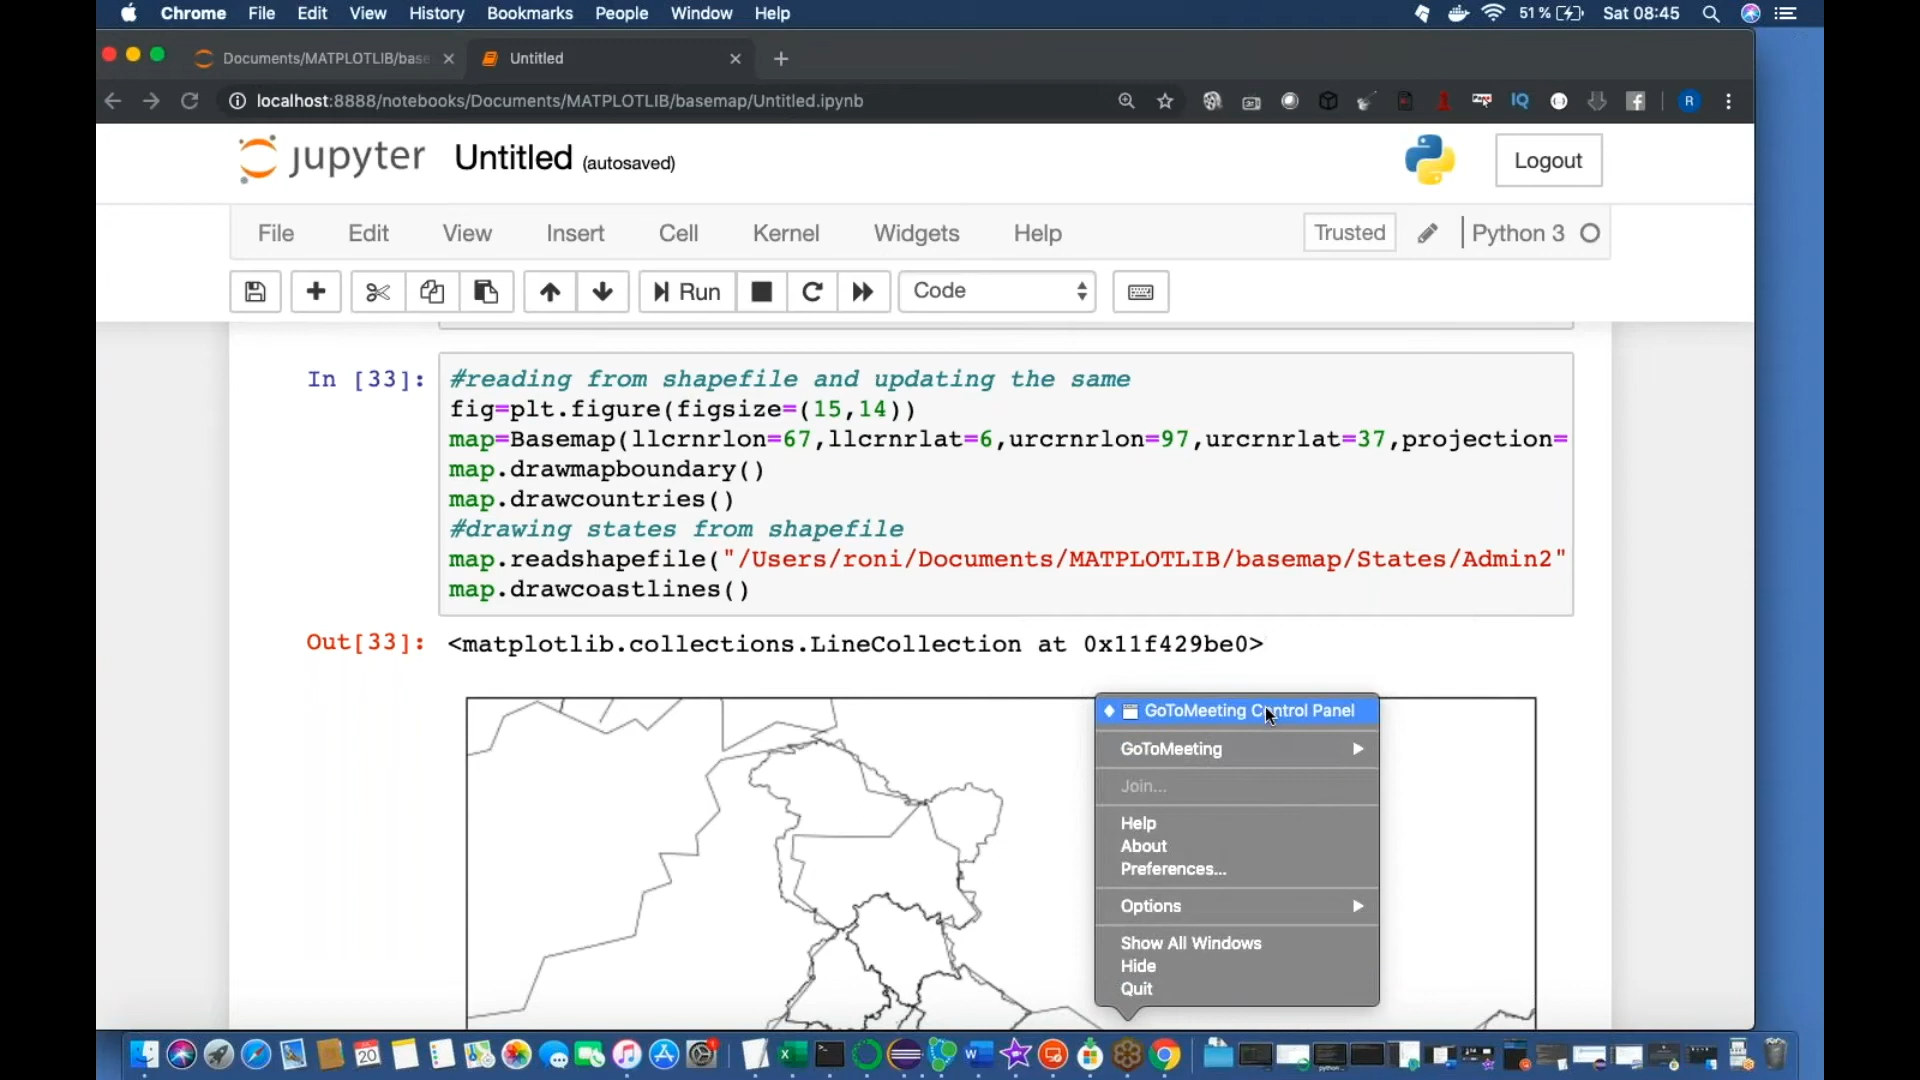 Chrome File Edit View History Bookmarks People Window Help 51% Sat 08:45
Documents/MATPLOTLIB/base Untitled
localhost:8888/notebooks/Documents/MATPLOTLIB/basemap/Untitled.ipynb IQ R
jupyter Untitled (autosaved) Logout
File Edit View Insert Cell Kernel Widgets Help Trusted Python 3
Run Code
In [33]: #reading from shapefile and updating the same
fig=plt.figure(figsize=(15,14))
map=Basemap(llcrnrlon=67,llcrnrlat=6,urcrnrlon=97,urcrnrlat=37,projection=
map.drawmapboundary()
map.drawcountries()
#drawing states from shapefile
map.readshapefile("/Users/roni/Documents/MATPLOTLIB/basemap/States/Admin2"
map.drawcoastlines()
Out[33]: <matplotlib.collections.LineCollection at 0x11f429be0>
GoToMeeting Control Panel
GoToMeeting
Join...
Help
About
Preferences...
Options
Show All Windows
Hide
Quit
20